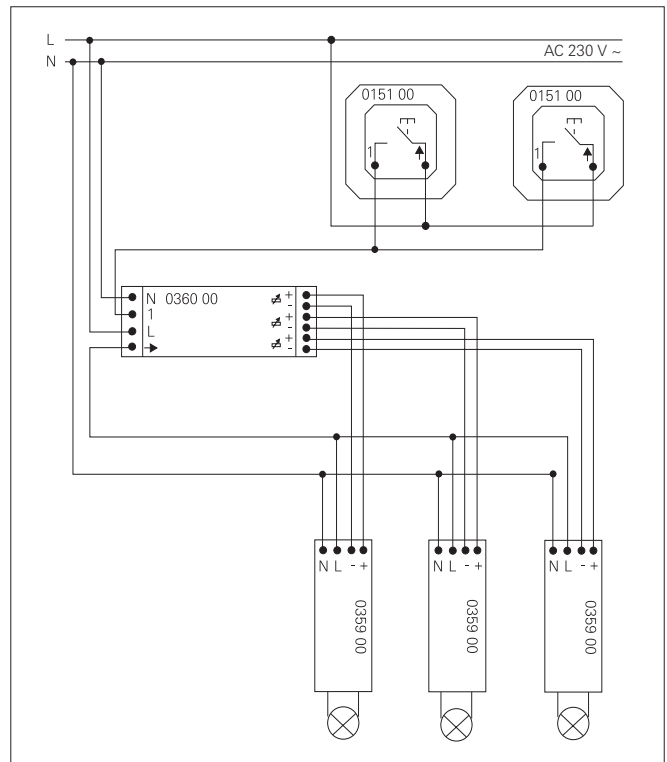 L
N
AC 230 V ~
0151 00
0151 00
1
1
N 0360 00
1
L
+
-
+
-
+
-
N L - +
N L - +
N L - +
0359 00
0359 00
0359 00